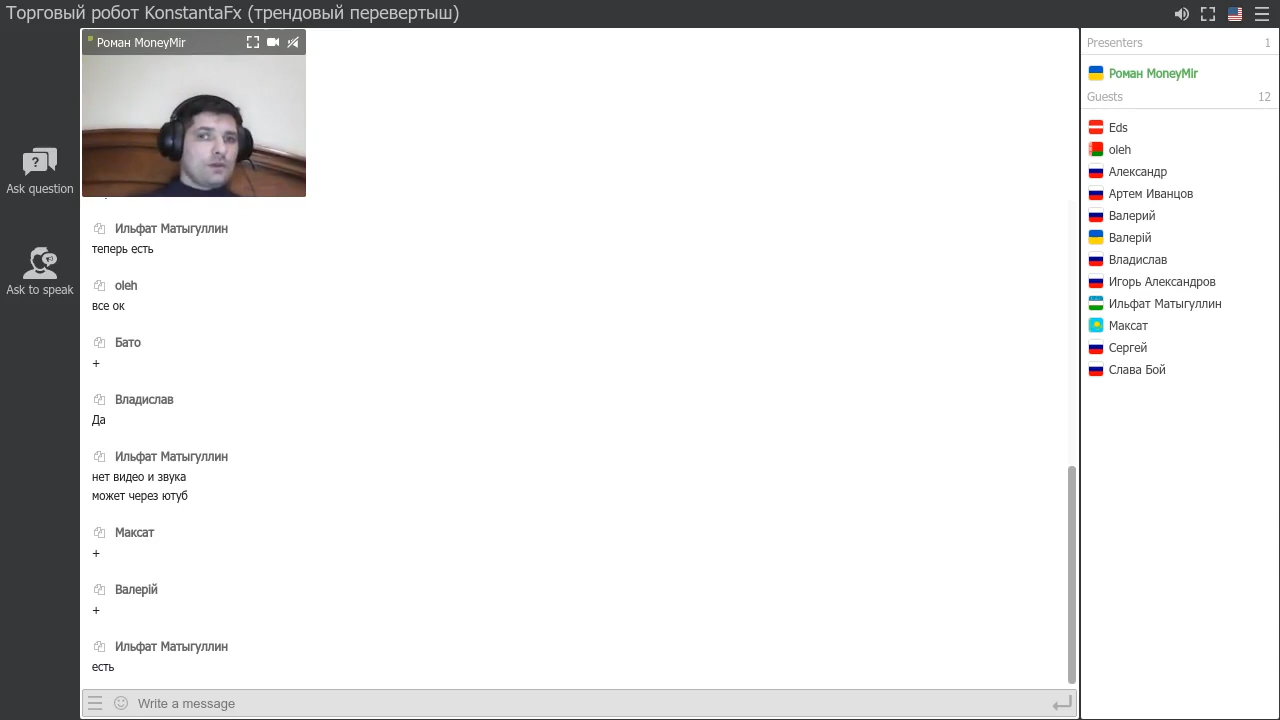 Торговый робот KonstantaFx (трендовый перевертыш)
Ask question
Ask to speak
Роман MoneyMir
Ильфат Матыгуллин
теперь есть
oleh
все ок
Бато
+
Владислав
Да
Ильфат Матыгуллин
нет видео и звука
может через ютуб
Максат
+
Валерій
+
Ильфат Матыгуллин
есть
Write a message
Presenters 1
Роман MoneyMir
Guests 12
Eds
oleh
Александр
Артем Иванцов
Валерий
Валерій
Владислав
Игорь Александров
Ильфат Матыгуллин
Максат
Сергей
Слава Бой